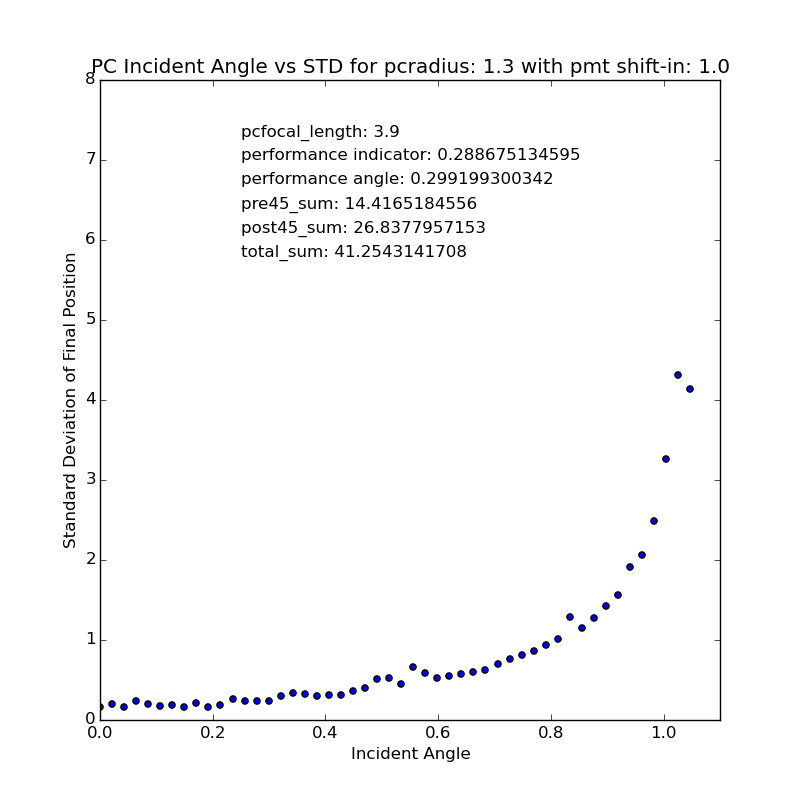 PC Incident Angle vs STD for pcradius: 1.3 with pmt shift-in: 1.0
8
7
6
5
4
3
2
1
0
Standard Deviation of Final Position
pcfocal_length: 3.9
performance indicator: 0.288675134595
performance angle: 0.299199300342
pre45_sum: 14.4165184556
post45_sum: 26.8377957153
total_sum: 41.2543141708
0.0 0.2 0.4 0.6 0.8 1.0
Incident Angle